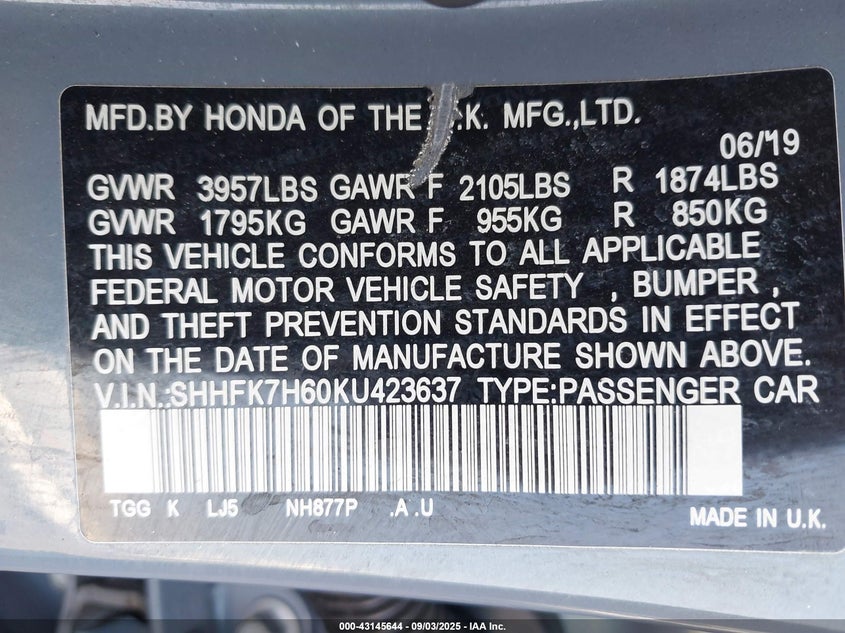 MFD.BY HONDA OF THE .K. MFG.,LTD.
06/'19
GVWR 3957LBS GAWR F 2105LBS R 1874LBS
GVWR 1795KG GAWR F 955KG R 850KG
THIS VEHICLE CONFORMS TO ALL APPLICABLE
FEDERAL MOTOR VEHICLE SAFETY , BUMPER ,
AND THEFT PREVENTION STANDARDS IN EFFECT
ON THE DATE OF MANUFACTURE SHOWN ABOVE.
V.I.N.:SHHFK7H60KU423637 TYPE:PASSENGER CAR
TGG K LJ5 NH877P .A .U
MADE IN U.K.
000-43145644 - 09/03/2025 - IAA Inc.